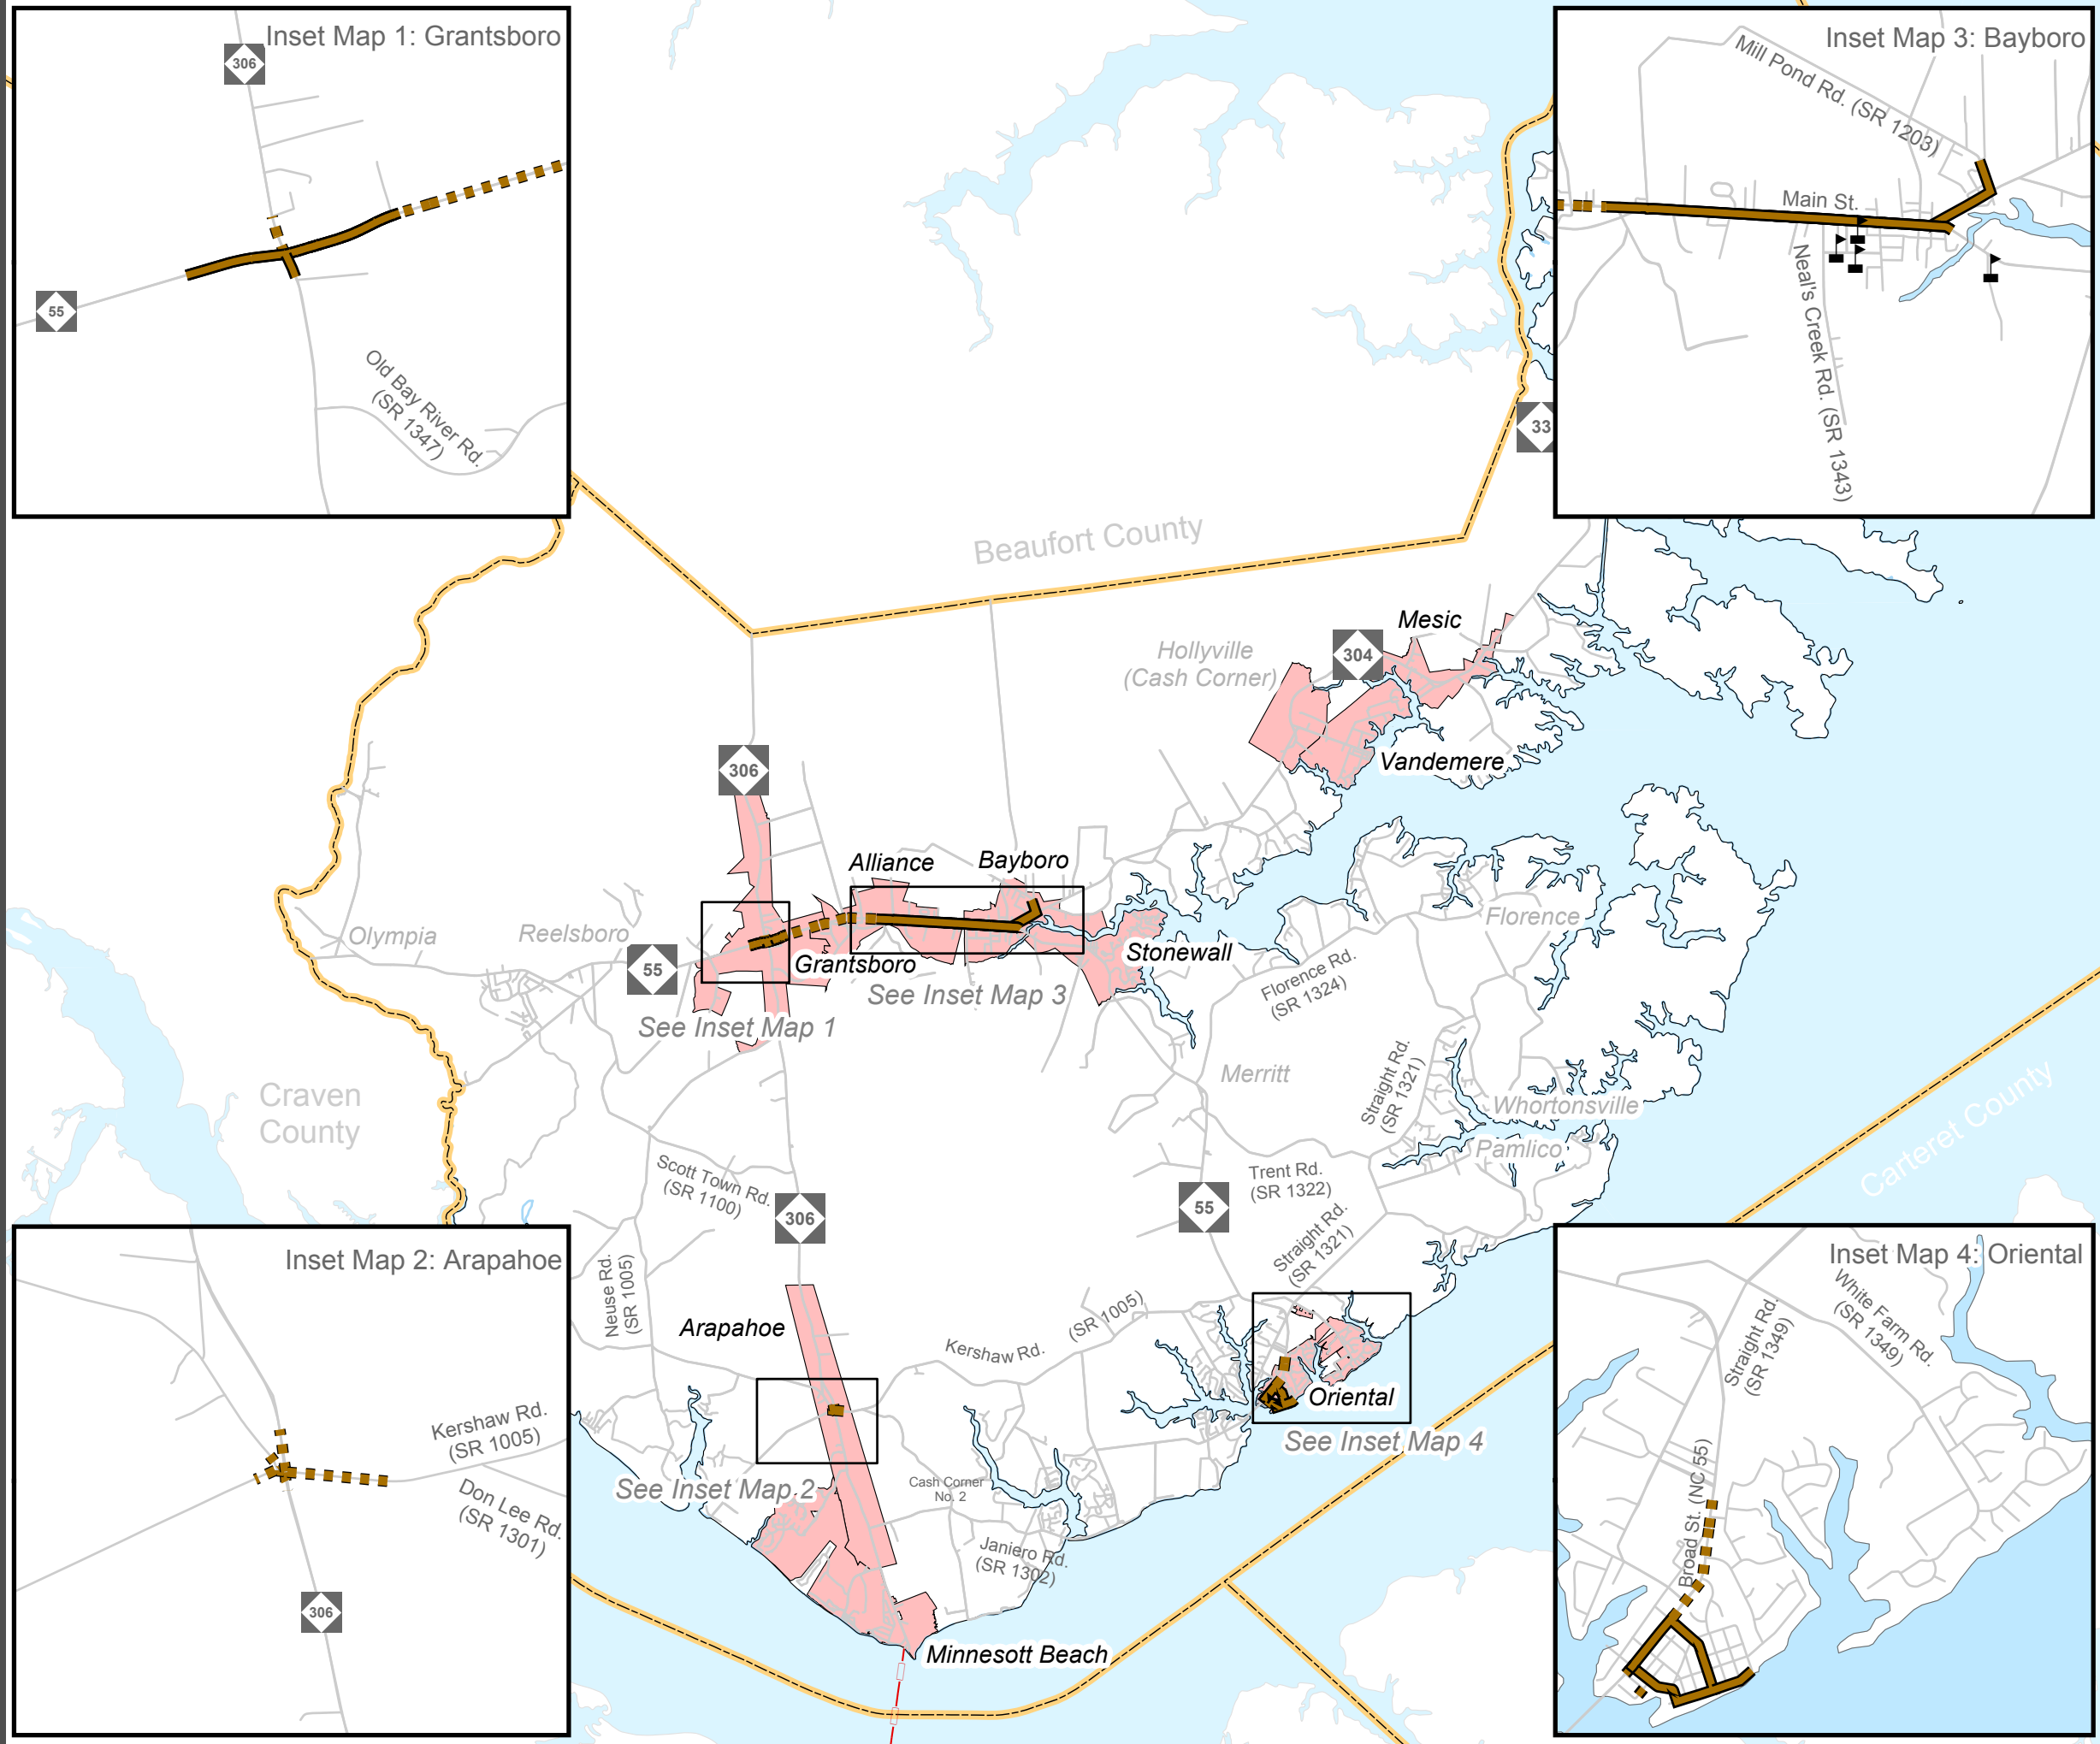 Inset Map 1: Grantsboro
306
55
Old Bay River Rd.
(SR 1347)
Inset Map 3: Bayboro
Mill Pond Rd. (SR 1203)
Main St.
Neal's Creek Rd. (SR 1343)
33
Beaufort County
Mesic
304
Hollyville
(Cash Corner)
Vandemere
306
Alliance
Bayboro
Florence
Olympia
Reelsboro
Stonewall
Grantsboro
55
See Inset Map 3
Florence Rd.
(SR 1324)
See Inset Map 1
Merritt
Straight Rd.
(SR 1321)
Craven
County
Whortonsville
Pamlico
Carteret County
Scott Town Rd.
(SR 1100)
Trent Rd.
(SR 1322)
306
55
Straight Rd.
(SR 1321)
Neuse Rd.
(SR 1005)
Arapahoe
Kershaw Rd.
(SR 1005)
Oriental
See Inset Map 4
See Inset Map 2
Cash Corner
No. 2
Janiero Rd.
(SR 1302)
Minnesott Beach
Inset Map 2: Arapahoe
Kershaw Rd.
(SR 1005)
Don Lee Rd.
(SR 1301)
306
Inset Map 4: Oriental
White Farm Rd.
(SR 1349)
Straight Rd.
(SR 1349)
Broad St. (NC 55)